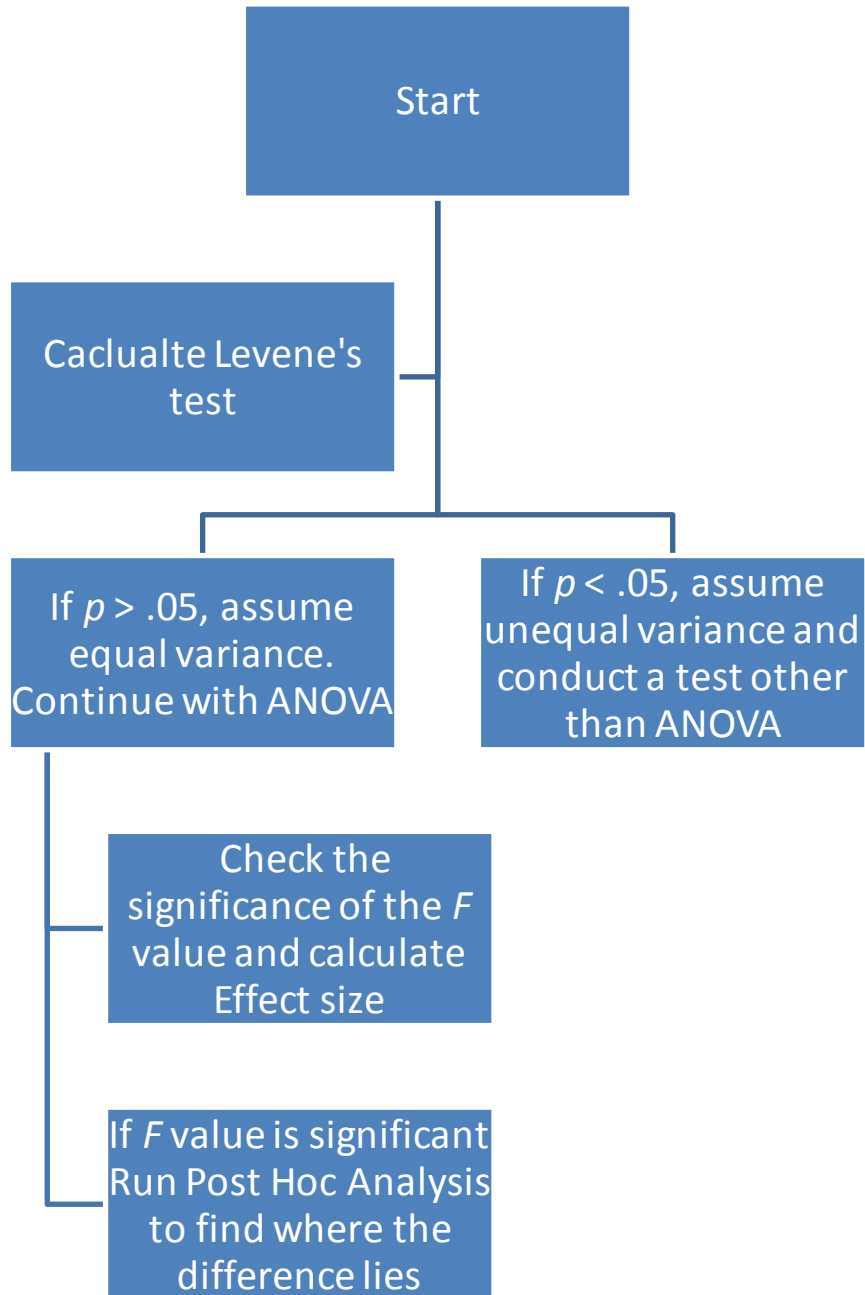 Start
Caclualte Levene's
test
If p > .05, assume
equal variance.
Continue with ANOVA
If p < .05, assume
unequal variance and
conduct a test other
than ANOVA
Check the
significance of the F
value and calculate
Effect size
If F value is significant
Run Post Hoc Analysis
to find where the
difference lies